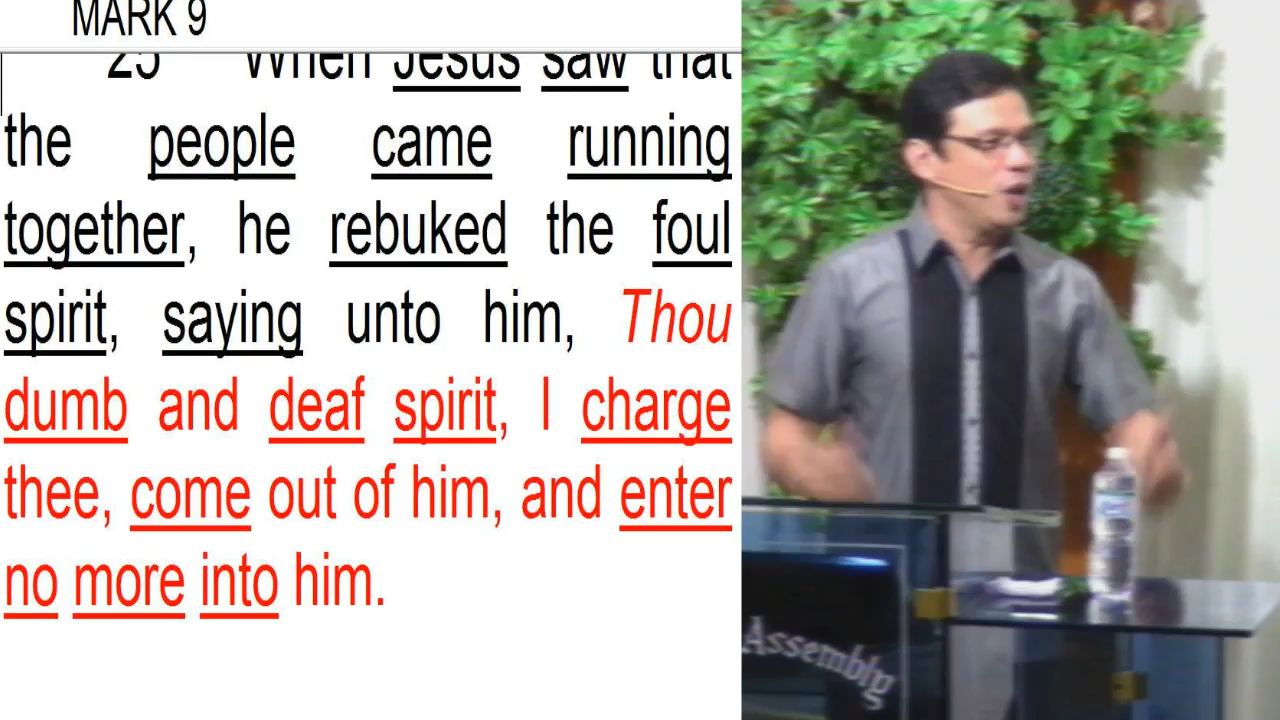 MARK 9
25 When Jesus saw that
the people came running
together, he rebuked the foul
spirit, saying unto him, Thou
dumb and deaf spirit, I charge
thee, come out of him, and enter
no more into him.
Assembly